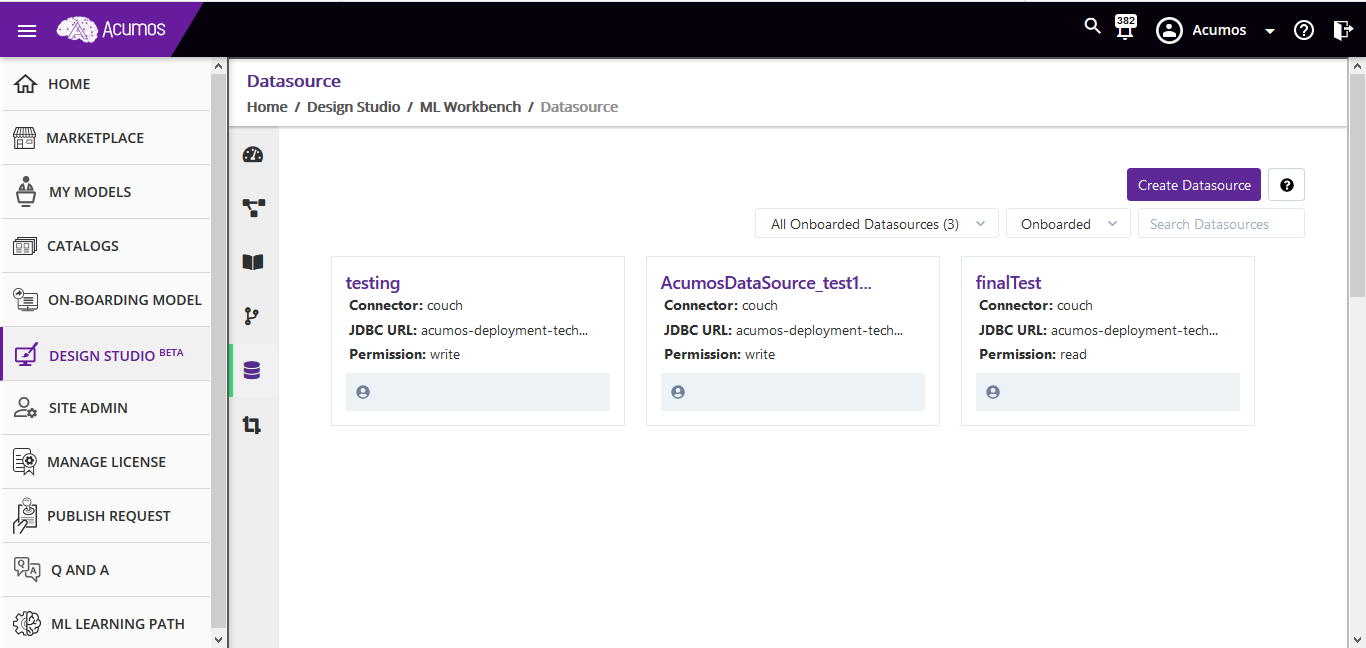 Acumos
382
Acumos
HOME
MARKETPLACE
MY MODELS
CATALOGS
ON-BOARDING MODEL
DESIGN STUDIO BETA
SITE ADMIN
MANAGE LICENSE
PUBLISH REQUEST
Q AND A
ML LEARNING PATH
Datasource
Home / Design Studio / ML Workbench / Datasource
Create Datasource
All Onboarded Datasources (3)
Onboarded
Search Datasources
testing
Connector: couch
JDBC URL: acumos-deployment-tech...
Permission: write
AcumosDataSource_test1...
Connector: couch
JDBC URL: acumos-deployment-tech...
Permission: write
finalTest
Connector: couch
JDBC URL: acumos-deployment-tech...
Permission: read